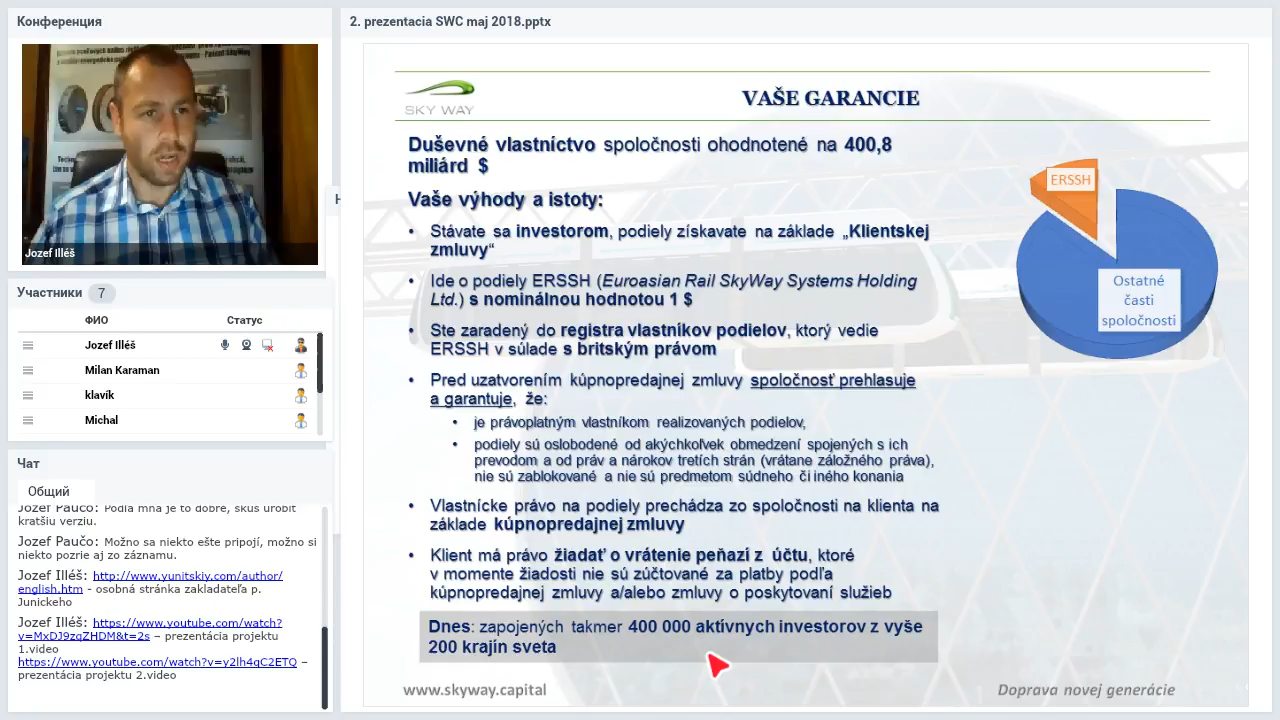 Конференция
Jozef Illéš
Участники 7
ФИО Статус
Jozef Illéš
Milan Karaman
klavík
Michal
Чат
Общий
Jozef Paučo: Podľa mňa je to dobré, skús urobiť
kratšiu verziu.
Jozef Paučo: Možno sa niekto ešte pripojí, možno si
niekto pozrie aj zo záznamu.
Jozef Illéš: http://www.yunitskiy.com/author/
english.htm - osobná stránka zakladateľa p.
Junickeho
Jozef Illéš: https://www.youtube.com/watch?
v=MxDJ9zqZHDM&t=2s – prezentácia projektu
1.video
https://www.youtube.com/watch?v=y2lh4qC2ETQ –
prezentácia projektu 2.video
2. prezentacia SWC maj 2018.pptx
SKY WAY
VAŠE GARANCIE
Duševné vlastníctvo spoločnosti ohodnotené na 400,8
miliárd $
Vaše výhody a istoty:
• Stávate sa investorom, podiely získavate na základe „Klientskej
zmluvy“
• Ide o podiely ERSSH (Euroasian Rail SkyWay Systems Holding
Ltd.) s nominálnou hodnotou 1 $
• Ste zaradený do registra vlastníkov podielov, ktorý vedie
ERSSH v súlade s britským právom
• Pred uzatvorením kúpnopredajnej zmluvy spoločnosť prehlasuje
a garantuje, že:
• je právoplatným vlastníkom realizovaných podielov,
• podiely sú oslobodené od akýchkoľvek obmedzení spojených s ich
prevodom a od práv a nárokov tretích strán (vrátane záložného práva),
nie sú zablokované a nie sú predmetom súdneho či iného konania
• Vlastnícke právo na podiely prechádza zo spoločnosti na klienta na
základe kúpnopredajnej zmluvy
• Klient má právo žiadať o vrátenie peňazí z účtu, ktoré
v momente žiadosti nie sú zúčtované za platby podľa
kúpnopredajnej zmluvy a/alebo zmluvy o poskytovaní služieb
Dnes: zapojených takmer 400 000 aktívnych investorov z vyše
200 krajín sveta
ERSSH
Ostatné
časti
spoločnosti
www.skyway.capital
Doprava novej generácie